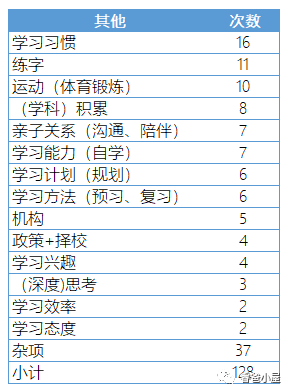 其他 次数
学习习惯 16
练字 11
运动（体育锻炼） 10
（学科）积累 8
亲子关系（沟通、陪伴） 7
学习能力（自学） 7
学习计划（规划） 6
学习方法（预习、复习） 6
机构 5
政策+择校 4
学习兴趣 4
（深度)思考 3
学习效率 2
学习态度 2
杂项 37
小计 128